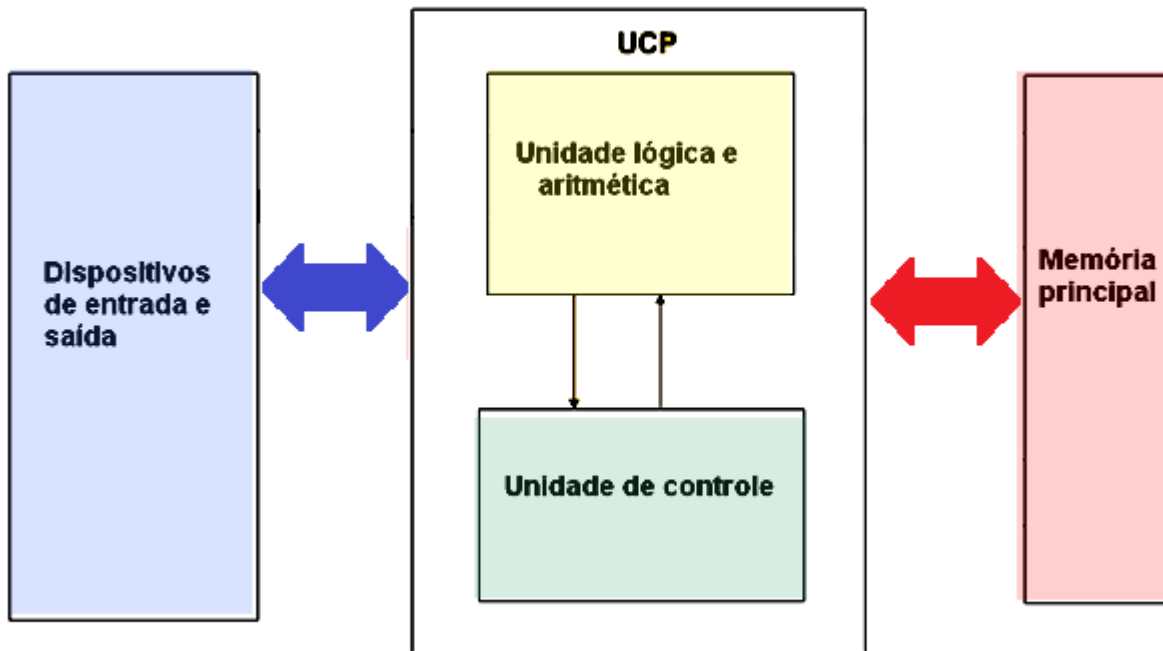 UCP
Unidade lógica e
aritmética
Dispositivos
de entrada e
saída
Memória
principal
Unidade de controle